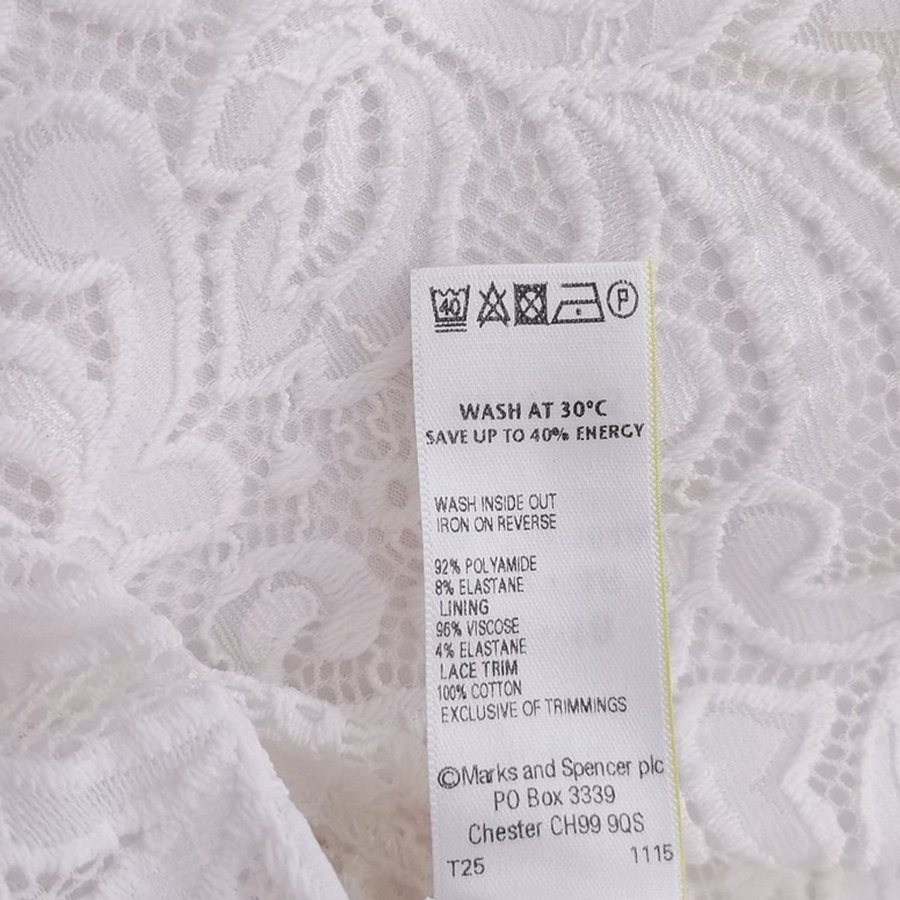 40 P
WASH AT 30°C
SAVE UP TO 40% ENERGY
WASH INSIDE OUT
IRON ON REVERSE
92% POLYAMIDE
8% ELASTANE
LINING
96% VISCOSE
4% ELASTANE
LACE TRIM
100% COTTON
EXCLUSIVE OF TRIMMINGS
©Marks and Spencer plc
PO Box 3339
Chester CH99 9QS
T25 1115